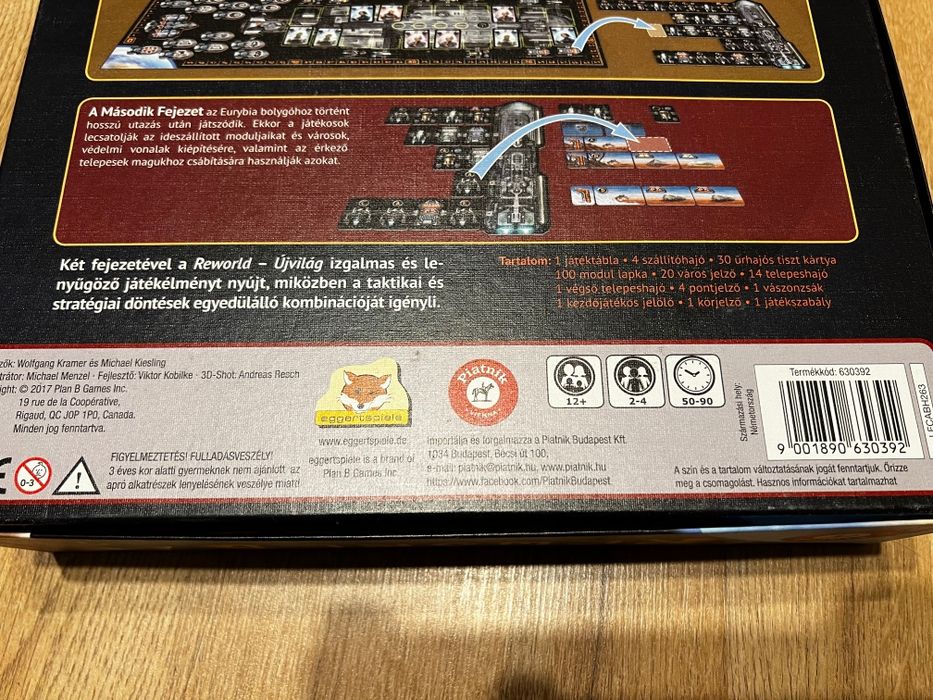 A Második Fejezet az Eurybia bolygóhoz történt
hosszú utazás után játszódik. Ekkor a játékosok
lecsatolják az ideszállított moduljaikat és városok,
védelmi vonalak kiépítésére, valamint az érkező
telepesek magukhoz csábítására használják azokat.
Két fejezetével a Reworld – Újvilág izgalmas és le-
nyűgöző játékélményt nyújt, miközben a taktikai és
stratégiai döntések egyedülálló kombinációját igényli.
Tartalom: 1 játéktábla • 4 szállítóhajó • 30 űrhajós tiszt kártya
100 modul lapka • 20 város jelző • 14 telepeshajó
1 végső telepeshajó • 4 pontjelző • 1 vászonzsák
1 kezdőjátékos jelölő • 1 körjelző • 1 játékszabály
zők: Wolfgang Kramer és Michael Kiesling
trátor: Michael Menzel · Fejlesztő: Viktor Kobilke · 3D-Shot: Andreas Resch
ight: © 2017 Plan B Games Inc.
19 rue de la Coopérative,
Rigaud, QC J0P 1P0, Canada.
Minden jog fenntartva.
eggertspiele
www.eggertspiele.de
eggertspiele is a brand of
Plan B Games Inc.
Piatnik
VIENNA
Importálja és forgalmazza a Piatnik Budapest Kft.
1034 Budapest, Bécsi út 100,
e-mail: piatnik@piatnik.hu, www.piatnik.hu
https://www.facebook.com/PiatnikBudapest
12+
2-4
50-90
Származási hely:
Németország
Termékkód: 630392
9 001890 630392
LFCABH263
A szín és a tartalom változtatásának jogát fenntartjuk. Őrizze
meg a csomagolást. Hasznos információkat tartalmazhat
CE
0-3
FIGYELMEZTETÉS! FULLADÁSVESZÉLY!
3 éves kor alatti gyermeknek nem ajánlott az
apró alkatrészek lenyelésének veszélye miatt!